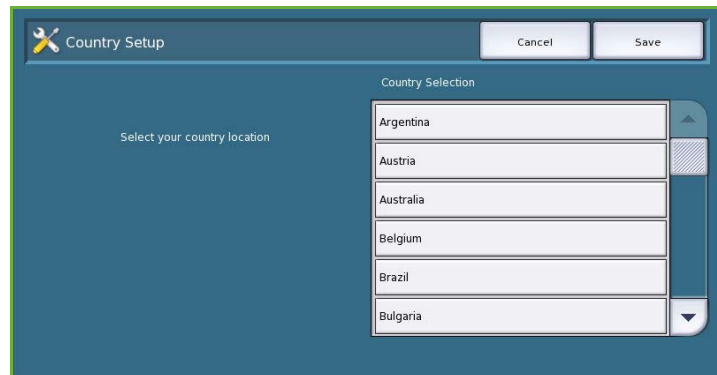 Country Setup
Cancel
Save
Country Selection
Select your country location
Argentina
Austria
Australia
Belgium
Brazil
Bulgaria